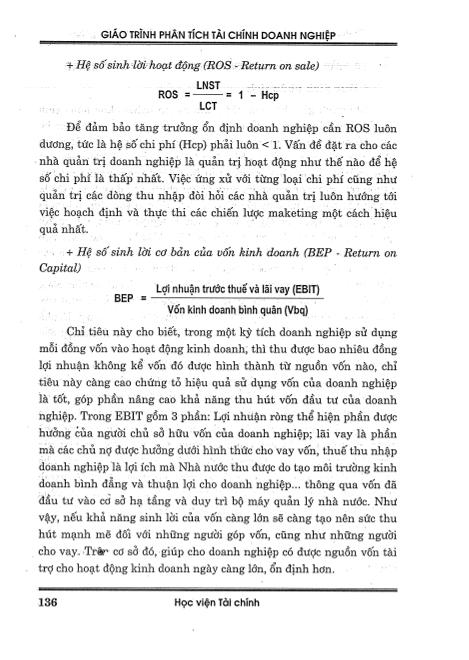 GIÁO TRÌNH PHÂN TÍCH TÀI CHÍNH DOANH NGHIỆP
+ Hệ số sinh lời hoạt động (ROS - Return on sale)
ROS = LNST / LCT = 1 - Hcp
Để đảm bảo tăng trưởng ổn định doanh nghiệp cần ROS luôn
dương, tức là hệ số chi phí (Hcp) phải luôn < 1. Vấn đề đặt ra cho các
nhà quản trị doanh nghiệp là quản trị hoạt động như thế nào để hệ
số chi phí là thấp nhất. Việc ứng xử với từng loại chi phí cũng như
quản trị các dòng thu nhập đòi hỏi các nhà quản trị luôn hướng tới
việc hoạch định và thực thi các chiến lược maketing một cách hiệu
quả nhất.
+ Hệ số sinh lời cơ bản của vốn kinh doanh (BEP - Return on
Capital)
BEP = Lợi nhuận trước thuế và lãi vay (EBIT) / Vốn kinh doanh bình quân (Vbq)
Chỉ tiêu này cho biết, trong một kỳ tích doanh nghiệp sử dụng
mỗi đồng vốn vào hoạt động kinh doanh, thì thu được bao nhiêu đồng
lợi nhuận không kể vốn đó được hình thành từ nguồn vốn nào, chỉ
tiêu này càng cao chứng tỏ hiệu quả sử dụng vốn của doanh nghiệp
là tốt, góp phần nâng cao khả năng thu hút vốn đầu tư của doanh
nghiệp. Trong EBIT gồm 3 phần: Lợi nhuận ròng thể hiện phần được
hưởng của người chủ sở hữu vốn của doanh nghiệp; lãi vay là phần
mà các chủ nợ được hưởng dưới hình thức cho vay vốn, thuế thu nhập
doanh nghiệp là lợi ích mà Nhà nước thu được do tạo môi trường kinh
doanh bình đẳng và thuận lợi cho doanh nghiệp... thông qua vốn đã
đầu tư vào cơ sở hạ tầng và duy trì bộ máy quản lý nhà nước. Như
vậy, nếu khả năng sinh lời của vốn càng lớn sẽ càng tạo nên sức thu
hút mạnh mẽ đối với những người góp vốn, cũng như những người
cho vay. Trên cơ sở đó, giúp cho doanh nghiệp có được nguồn vốn tài
trợ cho hoạt động kinh doanh ngày càng lớn, ổn định hơn.
136 Học viện Tài chính